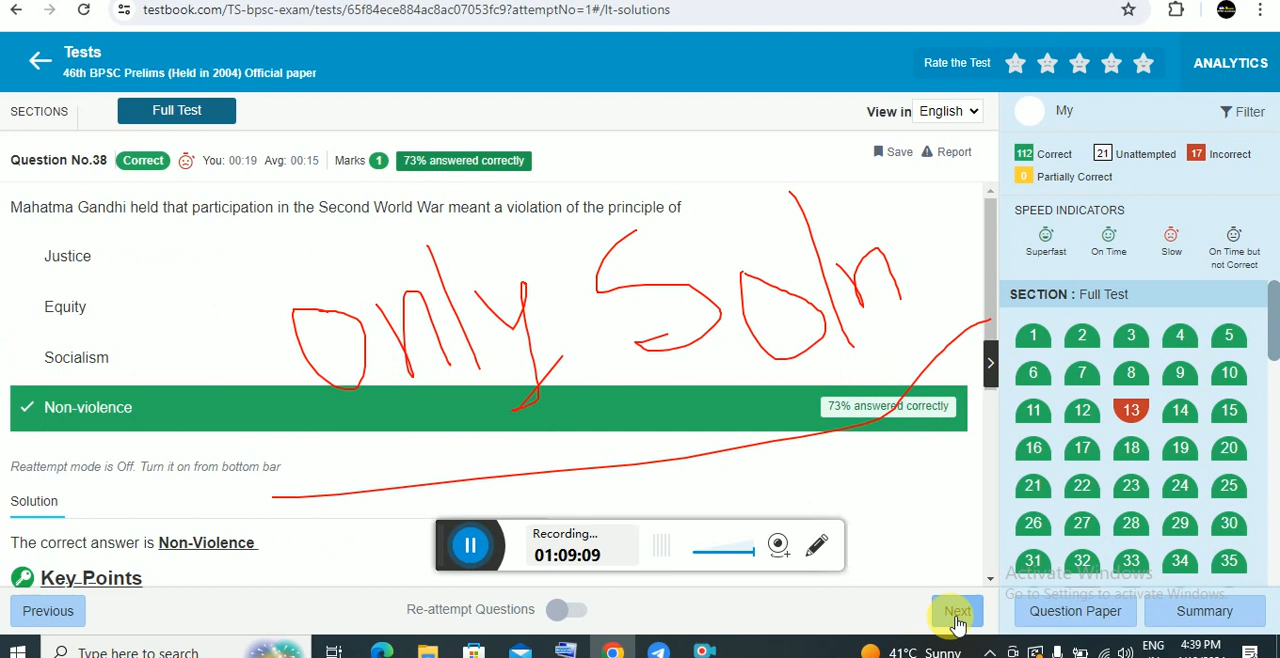 testbook.com/TS-bpsc-exam/tests/65f84ece884ac8ac07053fc9?attemptNo=1#/lt-solutions
Tests
46th BPSC Prelims (Held in 2004) Official paper
Rate the Test
ANALYTICS
SECTIONS
Full Test
View in English
My
Filter
Question No.38 Correct You: 00:19 Avg: 00:15 Marks 1 73% answered correctly
Save Report
112 Correct 21 Unattempted 17 Incorrect
0 Partially Correct
Mahatma Gandhi held that participation in the Second World War meant a violation of the principle of
Justice
Equity
Socialism
Non-violence 73% answered correctly
only Soln
SPEED INDICATORS
Superfast On Time Slow On Time but not Correct
SECTION : Full Test
1 2 3 4 5
6 7 8 9 10
11 12 13 14 15
16 17 18 19 20
21 22 23 24 25
26 27 28 29 30
31 32 33 34 35
Reattempt mode is Off. Turn it on from bottom bar
Solution
The correct answer is Non-Violence
Key Points
Recording...
01:09:09
Activate Windows
Go to Settings to activate Windows.
Previous
Re-attempt Questions
Next
Question Paper
Summary
Type here to search
41°C Sunny
ENG
4:39 PM